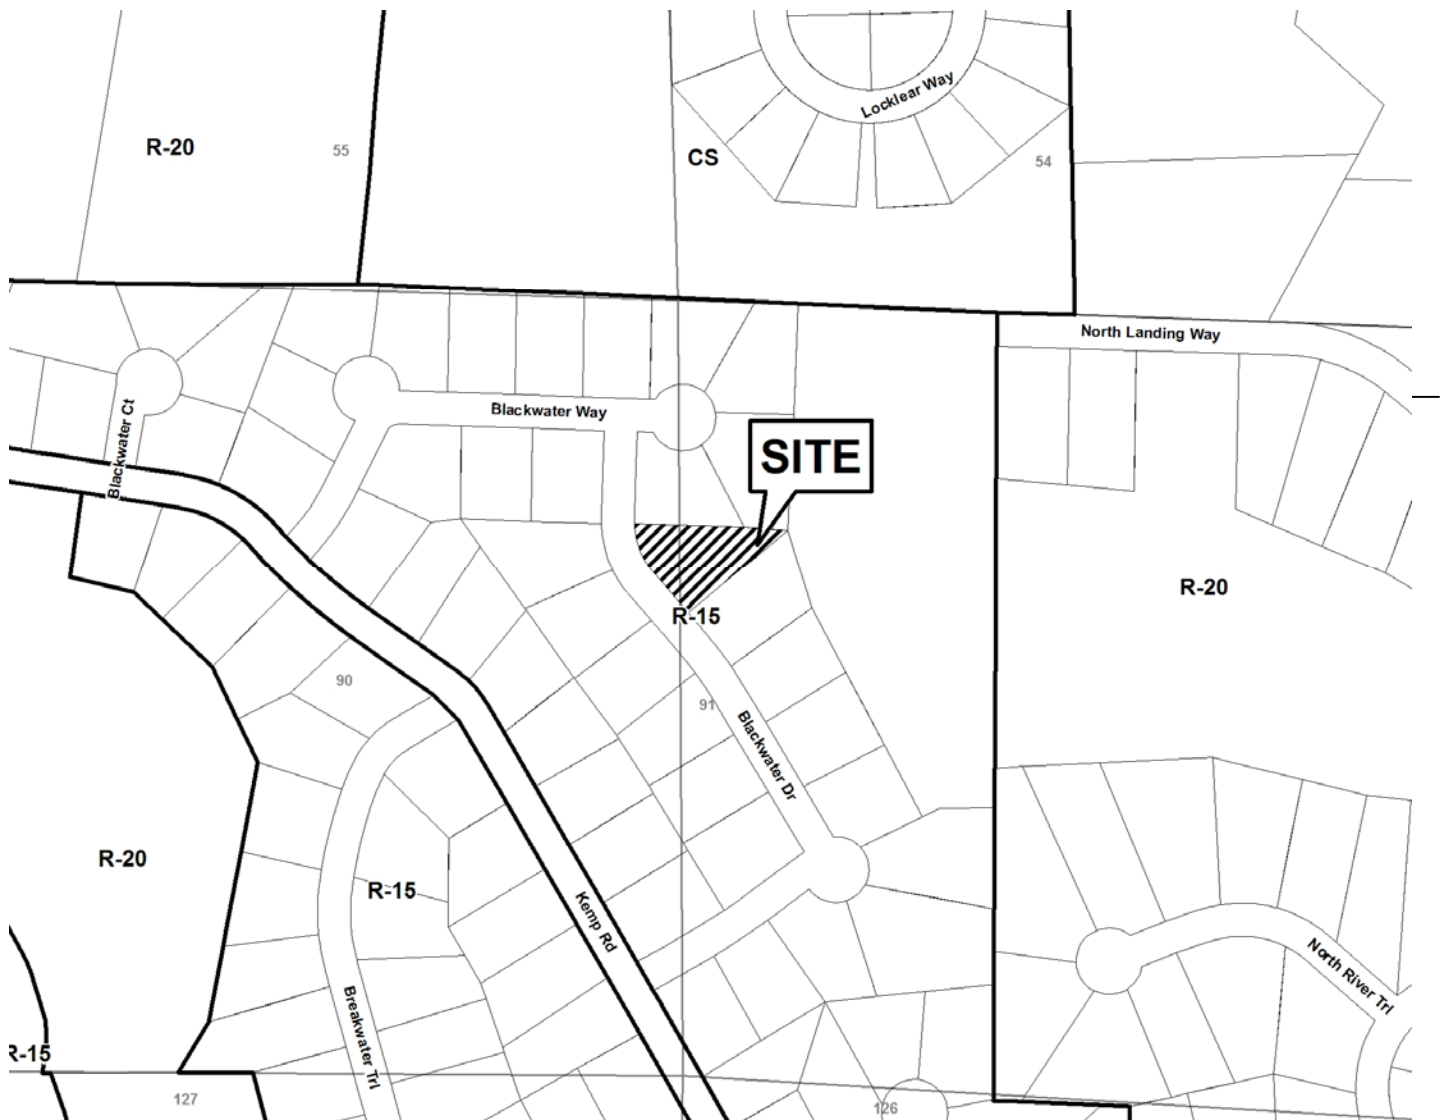 Locklear Way
R-20
55
CS
54
North Landing Way
Blackwater Ct
Blackwater Way
SITE
R-20
R-15
90
91
Blackwater Dr
R-20
R-15
Kemp Rd
North River Trl
Breakwater Trl
R-15
127
126